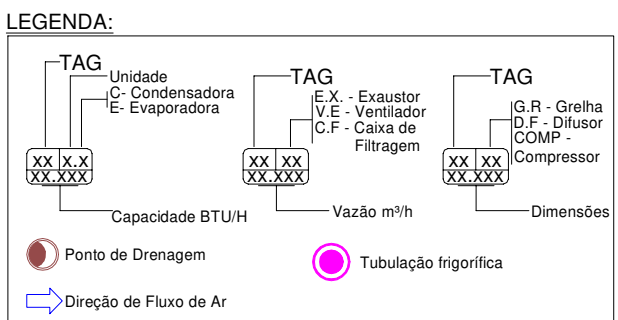 LEGENDA:
TAG
Unidade
C- Condensadora
E- Evaporadora
XX X.X
XX.XXX
Capacidade BTU/H
TAG
E.X. - Exaustor
V.E - Ventilador
C.F - Caixa de
Filtragem
XX XX
XX.XXX
Vazão m³/h
TAG
G.R - Grelha
D.F - Difusor
COMP -
Compressor
XX XX
XX.XXX
Dimensões
Ponto de Drenagem
Tubulação frigorífica
Direção de Fluxo de Ar